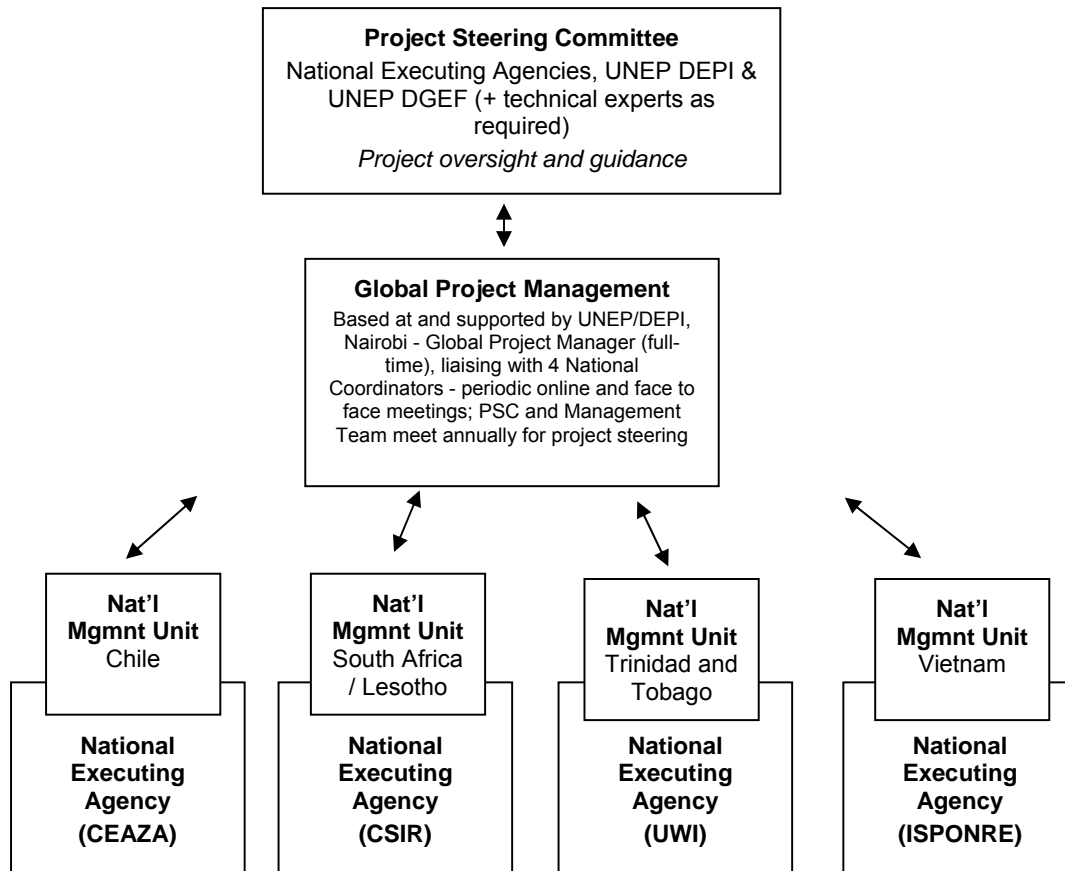 Project Steering Committee
National Executing Agencies, UNEP DEPI &
UNEP DGEF (+ technical experts as
required)
Project oversight and guidance
Global Project Management
Based at and supported by UNEP/DEPI,
Nairobi - Global Project Manager (full-
time), liaising with 4 National
Coordinators - periodic online and face to
face meetings; PSC and Management
Team meet annually for project steering
Nat'l
Mgmnt Unit
Chile
National
Executing
Agency
(CEAZA)
Nat'l
Mgmnt Unit
South Africa
/ Lesotho
National
Executing
Agency
(CSIR)
Nat'l
Mgmnt Unit
Trinidad and
Tobago
National
Executing
Agency
(UWI)
Nat'l
Mgmnt Unit
Vietnam
National
Executing
Agency
(ISPONRE)